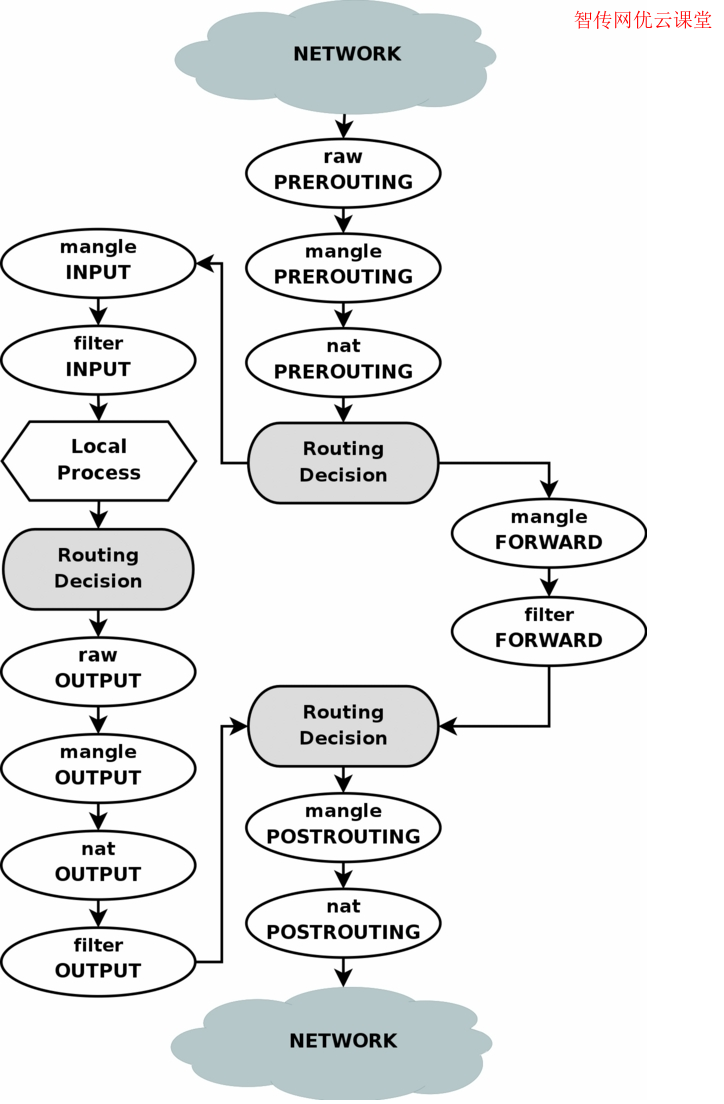 智传网优云课堂
NETWORK
raw
PREROUTING
mangle
PREROUTING
nat
PREROUTING
Routing
Decision
mangle
INPUT
filter
INPUT
Local
Process
Routing
Decision
raw
OUTPUT
mangle
OUTPUT
nat
OUTPUT
filter
OUTPUT
mangle
FORWARD
filter
FORWARD
Routing
Decision
mangle
POSTROUTING
nat
POSTROUTING
NETWORK